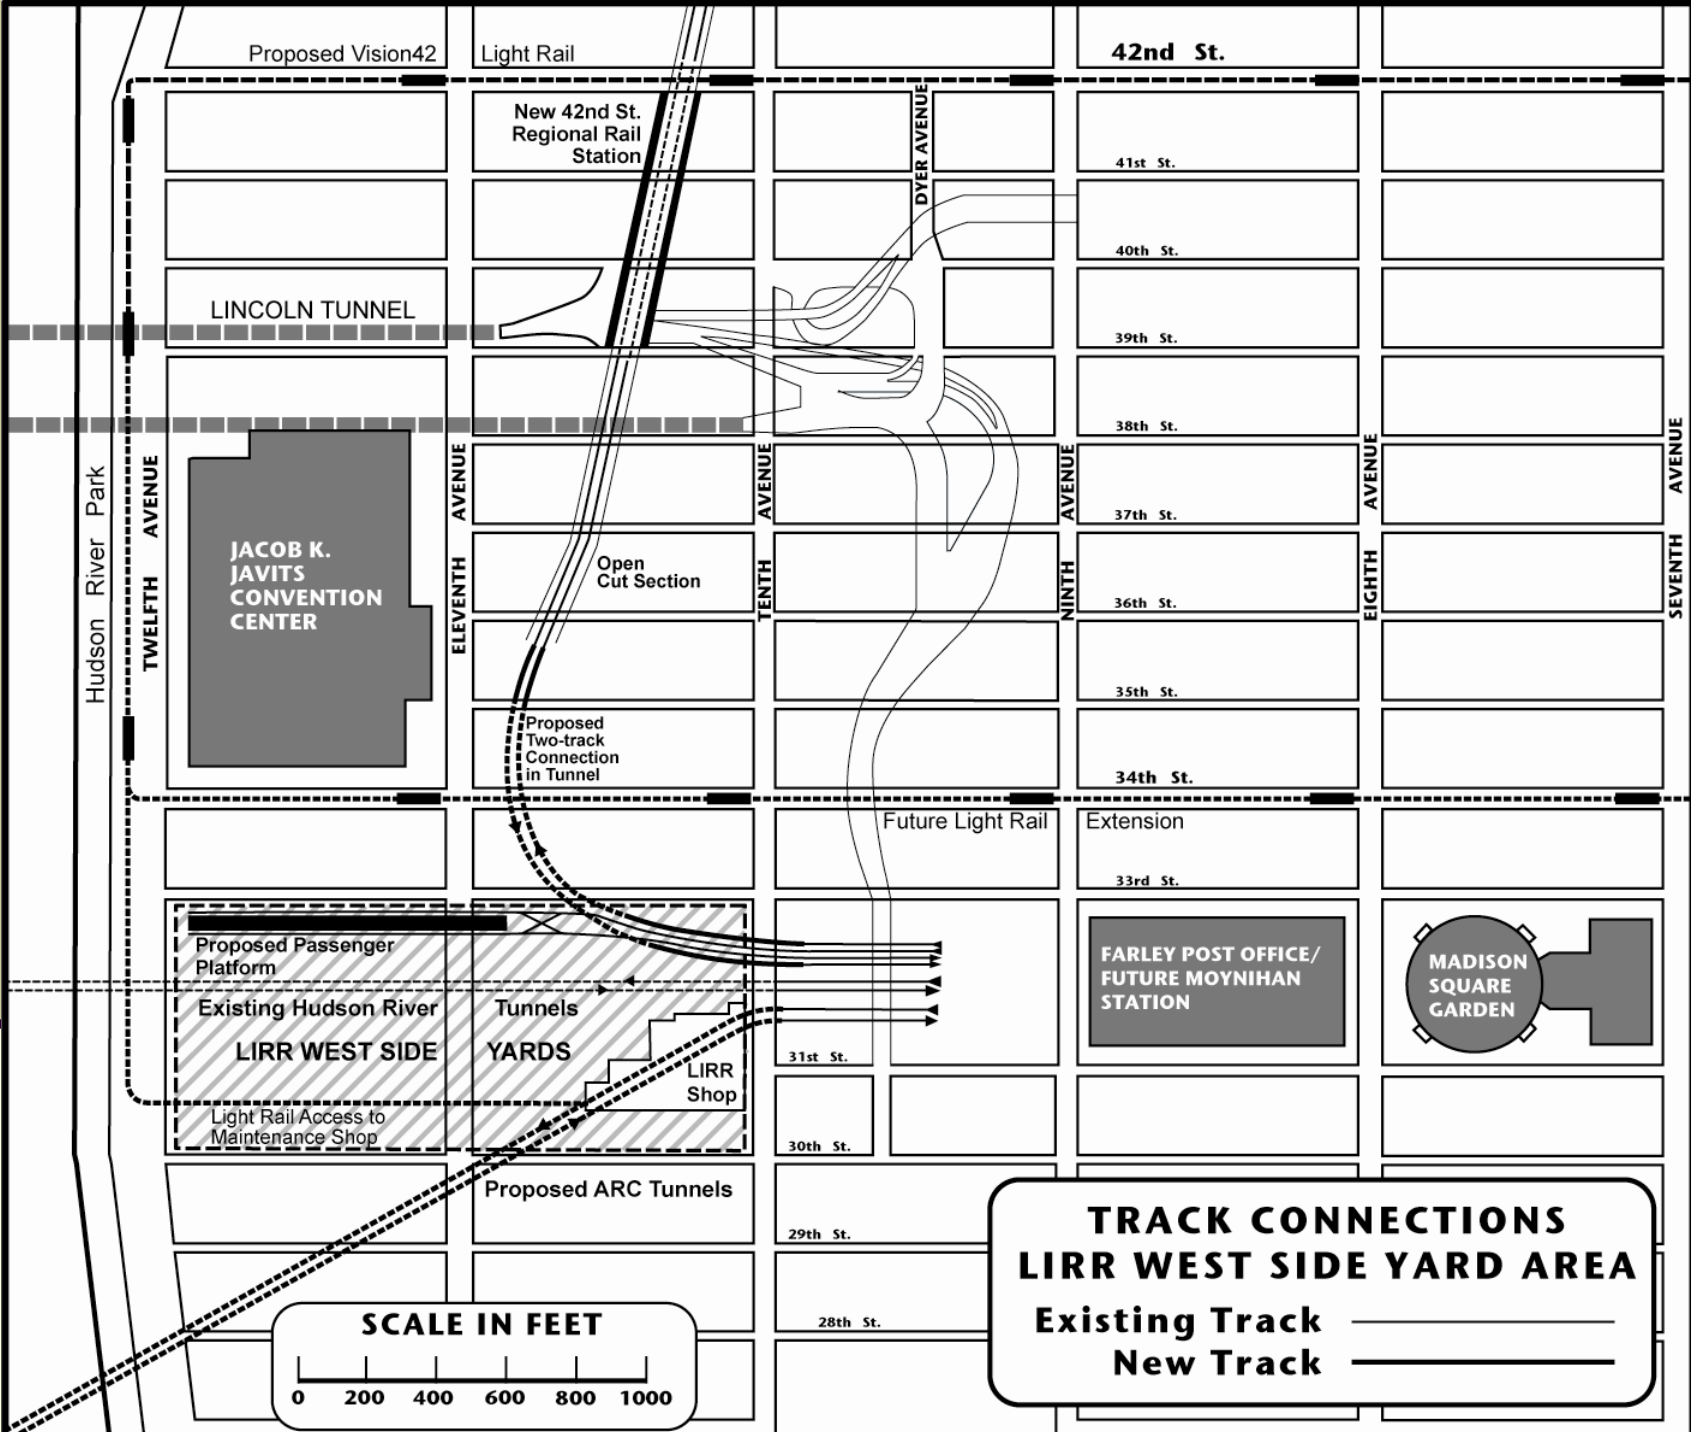 Proposed Vision42 Light Rail
42nd St.
New 42nd St.
Regional Rail
Station
DYER AVENUE
41st St.
40th St.
LINCOLN TUNNEL
39th St.
38th St.
Hudson River Park
TWELFTH AVENUE
ELEVENTH AVENUE
TENTH AVENUE
NINTH AVENUE
EIGHTH AVENUE
SEVENTH AVENUE
JACOB K.
JAVITS
CONVENTION
CENTER
37th St.
Open
Cut Section
36th St.
35th St.
Proposed
Two-track
Connection
in Tunnel
34th St.
Future Light Rail Extension
33rd St.
Proposed Passenger
Platform
Existing Hudson River Tunnels
LIRR WEST SIDE YARDS
LIRR
Shop
Light Rail Access to
Maintenance Shop
FARLEY POST OFFICE/
FUTURE MOYNIHAN
STATION
MADISON
SQUARE
GARDEN
31st St.
30th St.
Proposed ARC Tunnels
29th St.
28th St.
SCALE IN FEET
0 200 400 600 800 1000
TRACK CONNECTIONS
LIRR WEST SIDE YARD AREA
Existing Track
New Track